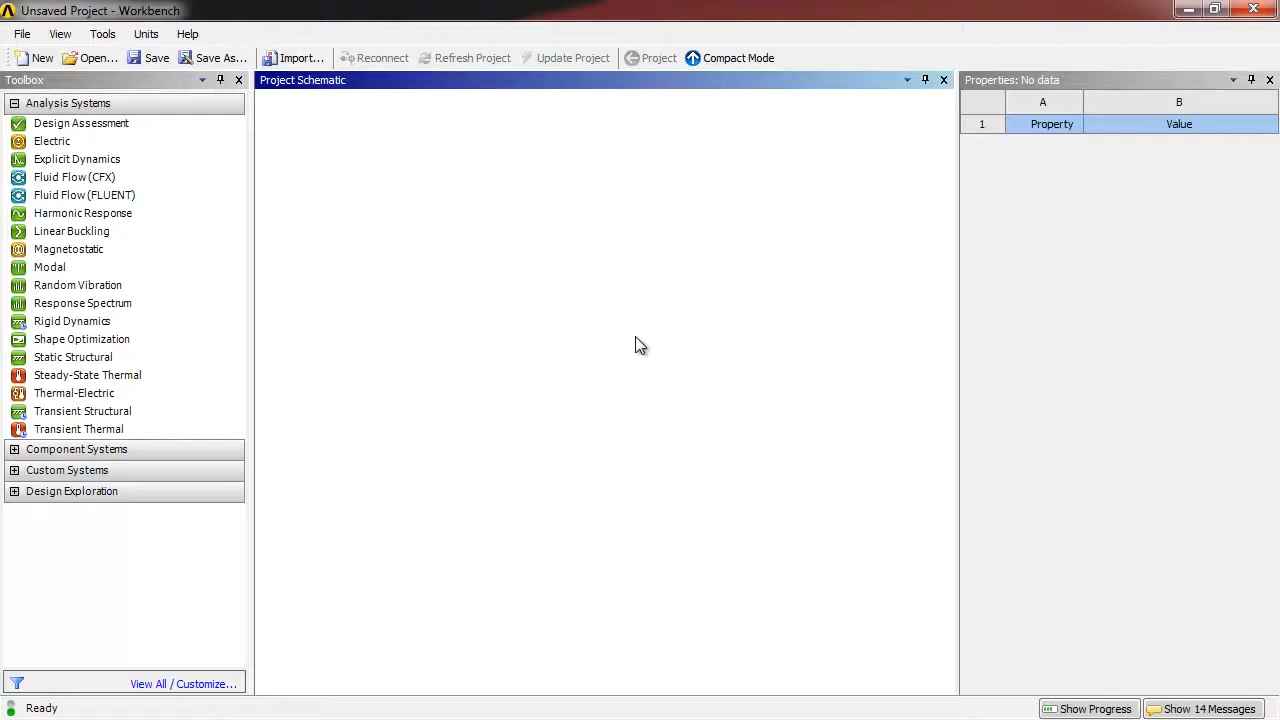 Unsaved Project - Workbench
File View Tools Units Help
New Open... Save Save As... Import... Reconnect Refresh Project Update Project Project Compact Mode
Toolbox
Analysis Systems
Design Assessment
Electric
Explicit Dynamics
Fluid Flow (CFX)
Fluid Flow (FLUENT)
Harmonic Response
Linear Buckling
Magnetostatic
Modal
Random Vibration
Response Spectrum
Rigid Dynamics
Shape Optimization
Static Structural
Steady-State Thermal
Thermal-Electric
Transient Structural
Transient Thermal
Component Systems
Custom Systems
Design Exploration
View All / Customize...
Project Schematic
Properties: No data
A B
1 Property Value
Ready
Show Progress Show 14 Messages